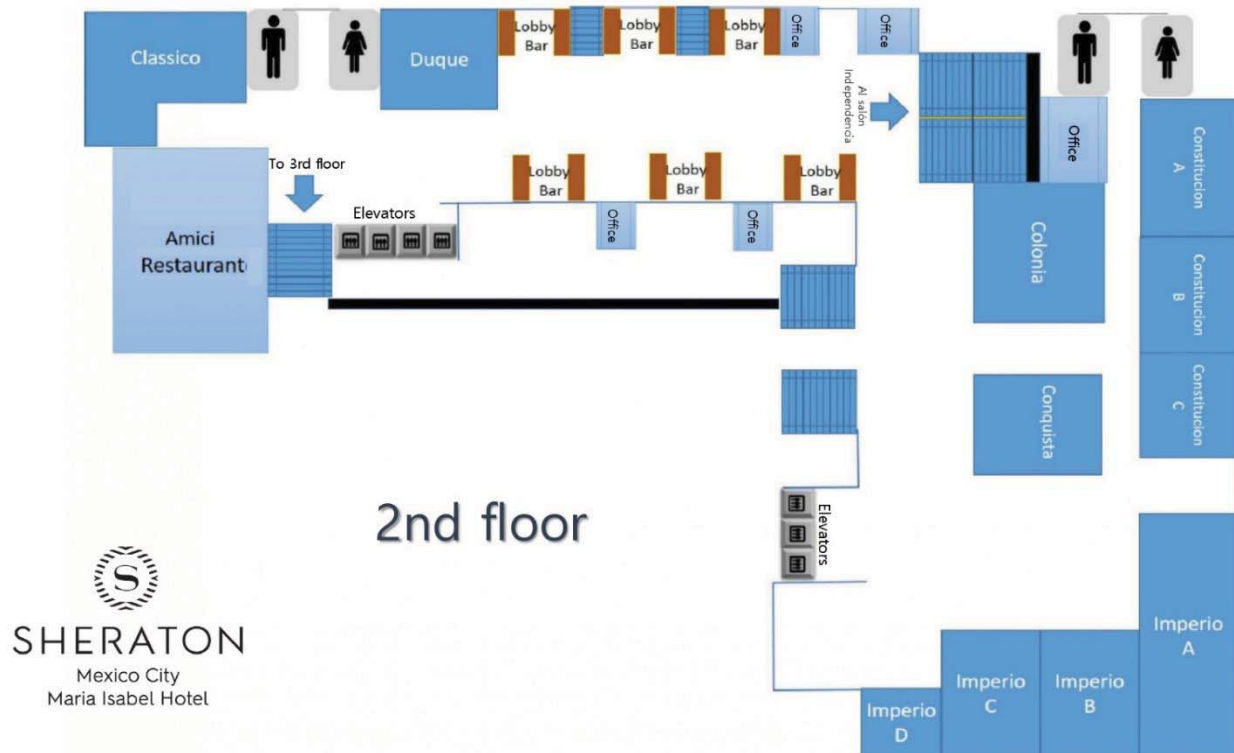 Classico
Duque
Lobby
Bar
Lobby
Bar
Lobby
Bar
Office
Office
Al salón
Independencia
Office
Constitucion
A
To 3rd floor
Lobby
Bar
Lobby
Bar
Lobby
Bar
Elevators
Office
Office
Amici
Restaurant
Colonia
Constitucion
B
Constitucion
C
Conquista
2nd floor
Elevators
S
SHERATON
Mexico City
Maria Isabel Hotel
Imperio
A
Imperio
B
Imperio
C
Imperio
D